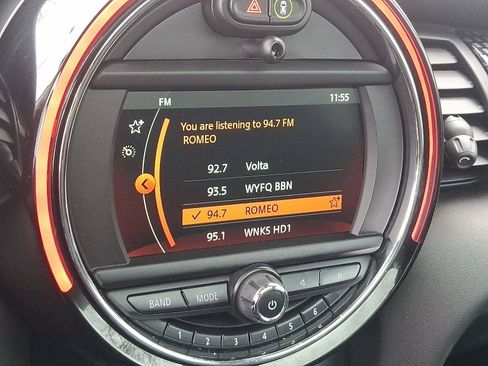 FM 11:55
You are listening to 94.7 FM
ROMEO
92.7 Volta
93.5 WYFQ BBN
✓ 94.7 ROMEO
95.1 WNKS HD1
BAND MODE
1 2 3 4 5 6